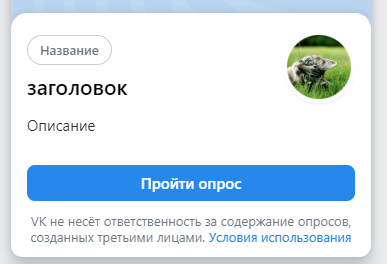 Название
заголовок
Описание
Пройти опрос
VK не несёт ответственность за содержание опросов,
созданных третьими лицами. Условия использования